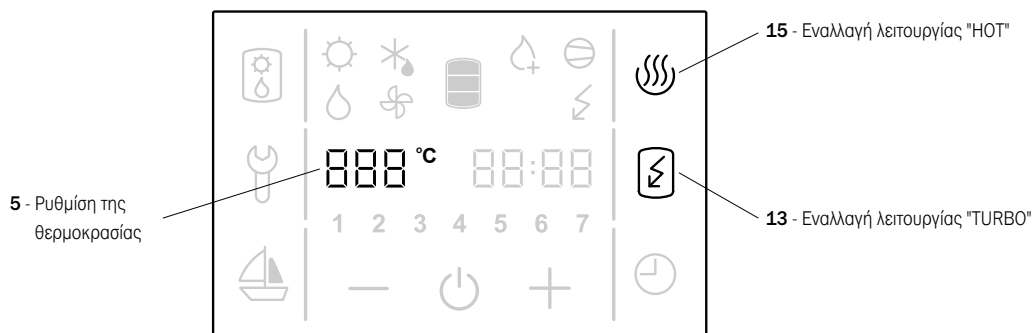 15 - Εναλλαγή λειτουργίας "HOT"
888 °C 88:88
5 - Ρυθμίση της
θερμοκρασίας
13 - Εναλλαγή λειτουργίας "TURBO"
1 2 3 4 5 6 7